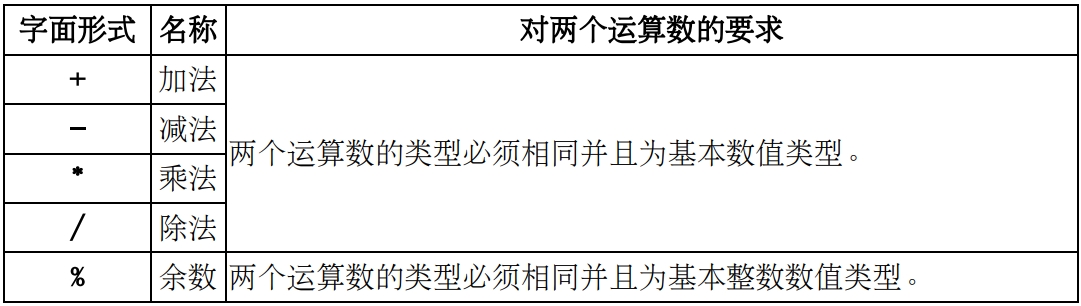 字面形式 名称 对两个运算数的要求
+ 加法
- 减法
两个运算数的类型必须相同并且为基本数值类型。
* 乘法
/ 除法
% 余数 两个运算数的类型必须相同并且为基本整数数值类型。